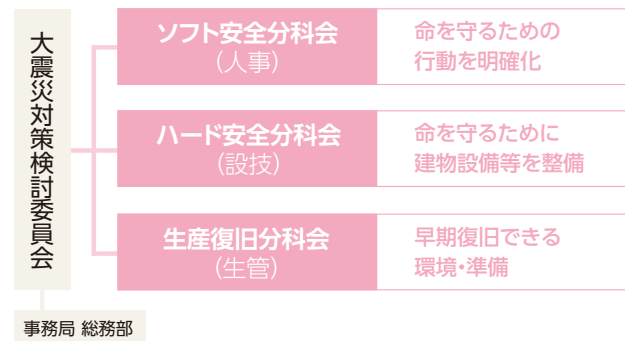 大震災対策検討委員会
ソフト安全分科会
(人事)
命を守るための
行動を明確化
ハード安全分科会
(設技)
命を守るために
建物設備等を整備
生産復旧分科会
(生管)
早期復旧できる
環境・準備
事務局 総務部